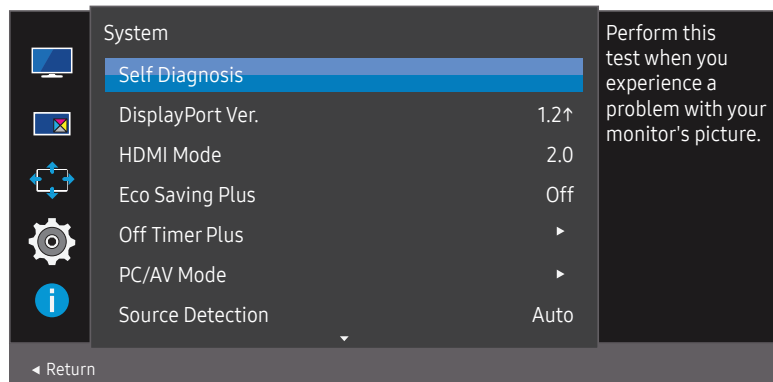 System
Self Diagnosis
DisplayPort Ver. 1.2↑
HDMI Mode 2.0
Eco Saving Plus Off
Off Timer Plus ►
PC/AV Mode ►
Source Detection Auto
Perform this
test when you
experience a
problem with your
monitor's picture.
◄ Return